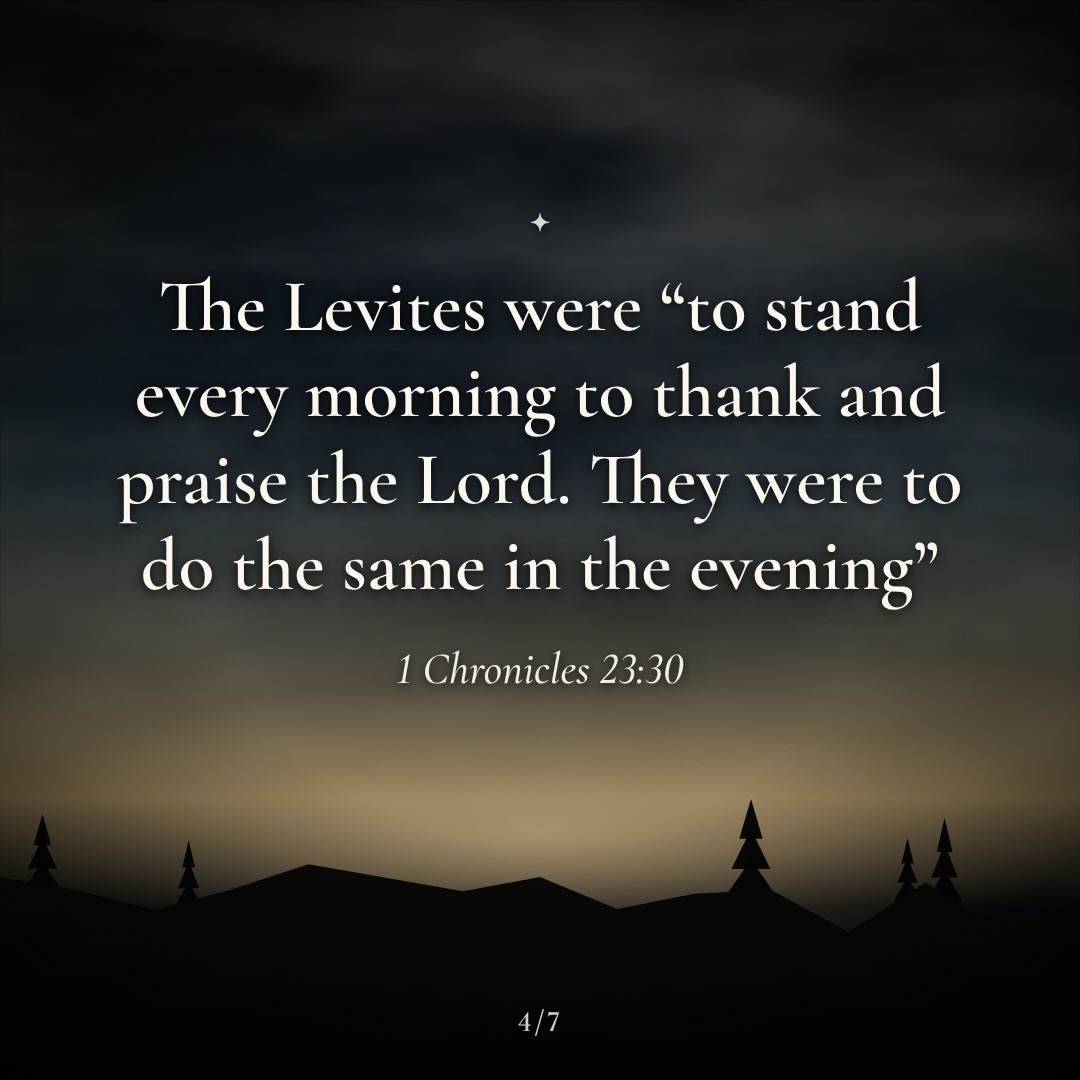 The Levites were “to stand
every morning to thank and
praise the Lord. They were to
do the same in the evening”
1 Chronicles 23:30
4/7